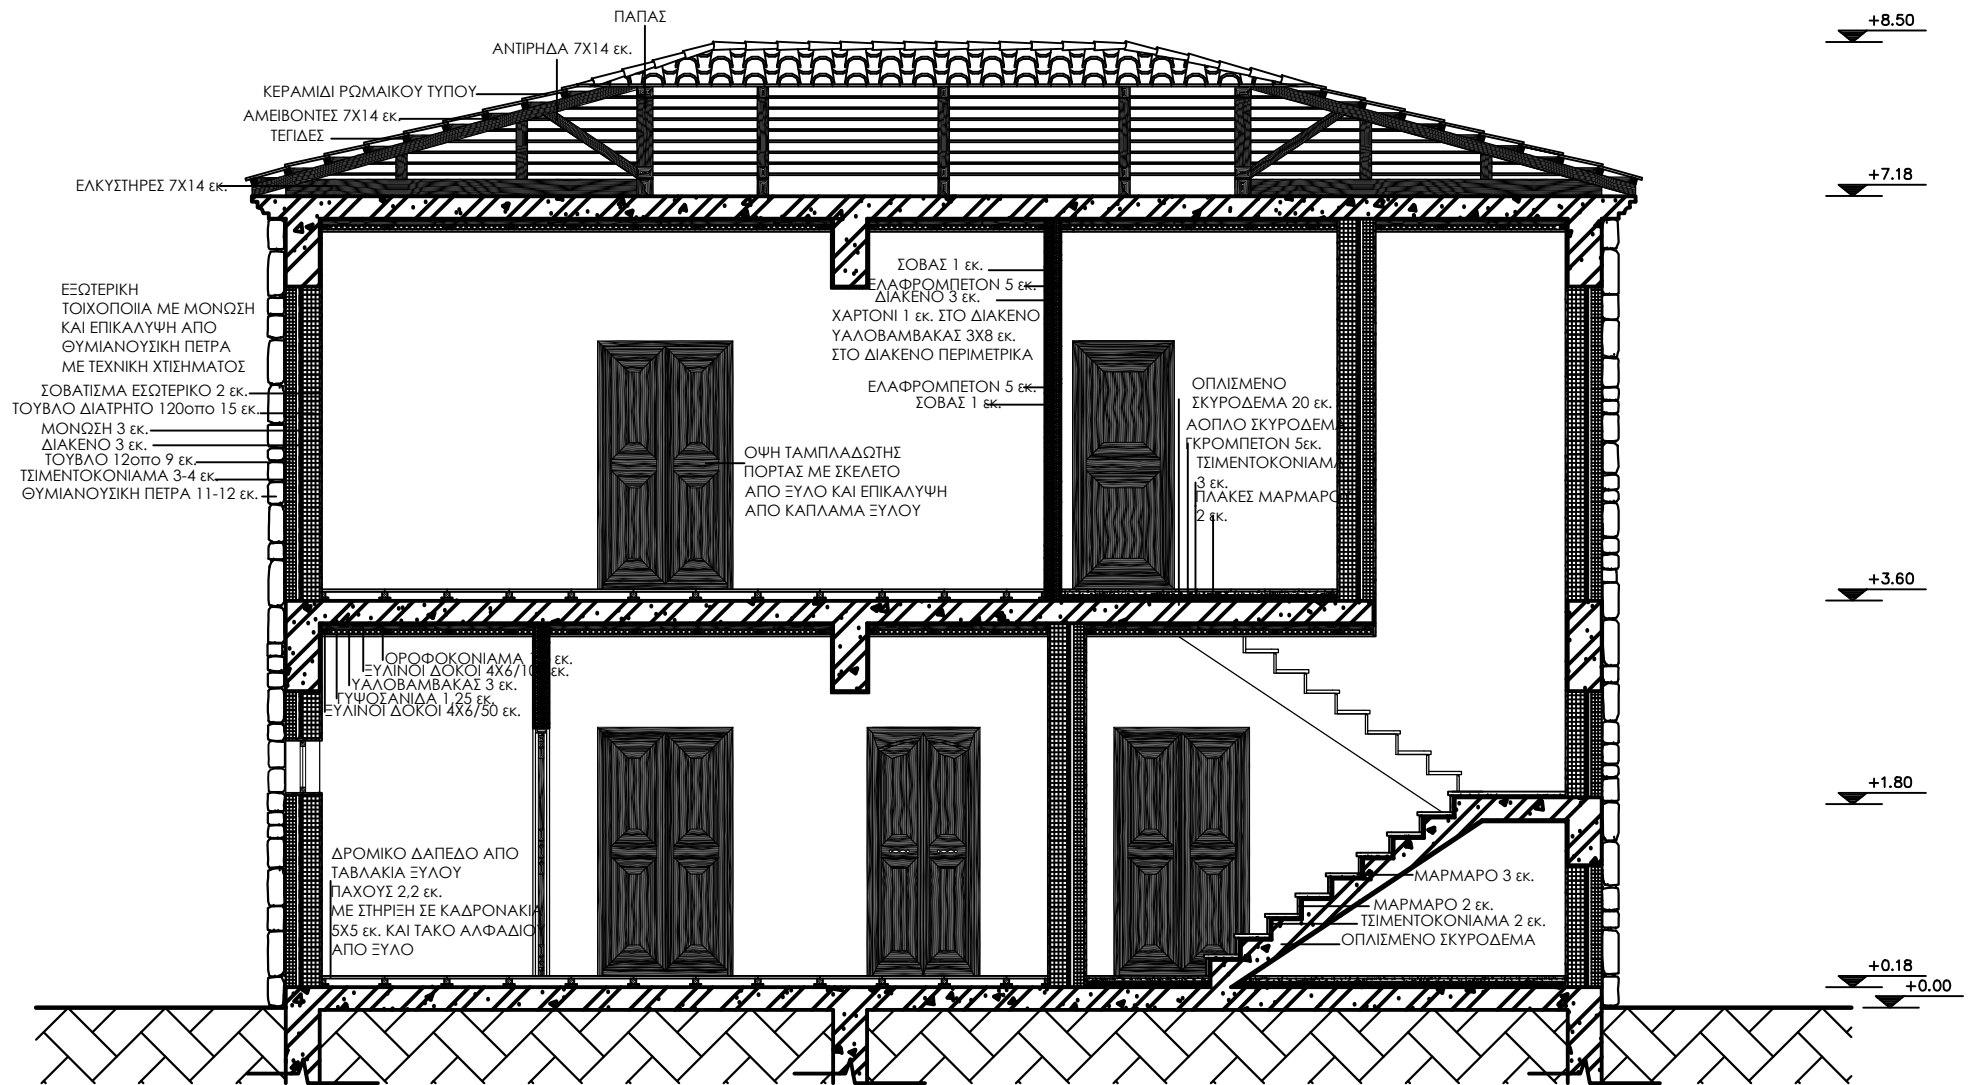 ΠΑΠΑΣ
ΑΝΤΙΡΗΔΑ 7Χ14 εκ.
ΚΕΡΑΜΙΔΙ ΡΩΜΑΙΚΟΥ ΤΥΠΟΥ
ΑΜΕΙΒΟΝΤΕΣ 7Χ14 εκ.
ΤΕΓΙΔΕΣ
ΕΛΚΥΣΤΗΡΕΣ 7Χ14 εκ.
+8.50
+7.18
ΕΞΩΤΕΡΙΚΗ
ΤΟΙΧΟΠΟΙΙΑ ΜΕ ΜΟΝΩΣΗ
ΚΑΙ ΕΠΙΚΑΛΥΨΗ ΑΠΟ
ΘΥΜΙΑΝΟΥΣΙΚΗ ΠΕΤΡΑ
ΜΕ ΤΕΧΝΙΚΗ ΧΤΙΣΗΜΑΤΟΣ
ΣΟΒΑΤΙΣΜΑ ΕΣΩΤΕΡΙΚΟ 2 εκ.
ΤΟΥΒΛΟ ΔΙΑΤΡΗΤΟ 12οπο 15 εκ.
ΜΟΝΩΣΗ 3 εκ.
ΔΙΑΚΕΝΟ 3 εκ.
ΤΟΥΒΛΟ 12οπο 9 εκ.
ΤΣΙΜΕΝΤΟΚΟΝΙΑΜΑ 3-4 εκ.
ΘΥΜΙΑΝΟΥΣΙΚΗ ΠΕΤΡΑ 11-12 εκ.
ΣΟΒΑΣ 1 εκ.
ΕΛΑΦΡΟΜΠΕΤΟΝ 5 εκ.
ΔΙΑΚΕΝΟ 3 εκ.
ΧΑΡΤΟΝΙ 1 εκ. ΣΤΟ ΔΙΑΚΕΝΟ
ΥΑΛΟΒΑΜΒΑΚΑΣ 3Χ8 εκ.
ΣΤΟ ΔΙΑΚΕΝΟ ΠΕΡΙΜΕΤΡΙΚΑ
ΕΛΑΦΡΟΜΠΕΤΟΝ 5 εκ.
ΣΟΒΑΣ 1 εκ.
ΟΨΗ ΤΑΜΠΛΑΔΩΤΗΣ
ΠΟΡΤΑΣ ΜΕ ΣΚΕΛΕΤΟ
ΑΠΟ ΞΥΛΟ ΚΑΙ ΕΠΙΚΑΛΥΨΗ
ΑΠΟ ΚΑΠΛΑΜΑ ΞΥΛΟΥ
ΟΠΛΙΣΜΕΝΟ
ΣΚΥΡΟΔΕΜΑ 20 εκ.
ΑΟΠΛΟ ΣΚΥΡΟΔΕΜΑ
ΓΚΡΟΜΠΕΤΟΝ 5εκ.
ΤΣΙΜΕΝΤΟΚΟΝΙΑΜΑ
3 εκ.
ΠΛΑΚΕΣ ΜΑΡΜΑΡΟ
2 εκ.
+3.60
ΟΡΟΦΟΚΟΝΙΑΜΑ εκ.
ΞΥΛΙΝΟΙ ΔΟΚΟΙ 4Χ6/10 εκ.
ΥΑΛΟΒΑΜΒΑΚΑΣ 3 εκ.
ΓΥΨΟΣΑΝΙΔΑ 1,25 εκ.
ΞΥΛΙΝΟΙ ΔΟΚΟΙ 4Χ6/50 εκ.
+1.80
ΔΡΟΜΙΚΟ ΔΑΠΕΔΟ ΑΠΟ
ΤΑΒΛΑΚΙΑ ΞΥΛΟΥ
ΠΑΧΟΥΣ 2,2 εκ.
ΜΕ ΣΤΗΡΙΞΗ ΣΕ ΚΑΔΡΟΝΑΚΙΑ
5Χ5 εκ. ΚΑΙ ΤΑΚΟ ΑΛΦΑΔΙΟΥ
ΑΠΟ ΞΥΛΟ
ΜΑΡΜΑΡΟ 3 εκ.
ΜΑΡΜΑΡΟ 2 εκ.
ΤΣΙΜΕΝΤΟΚΟΝΙΑΜΑ 2 εκ.
ΟΠΛΙΣΜΕΝΟ ΣΚΥΡΟΔΕΜΑ
+0.18
+0.00